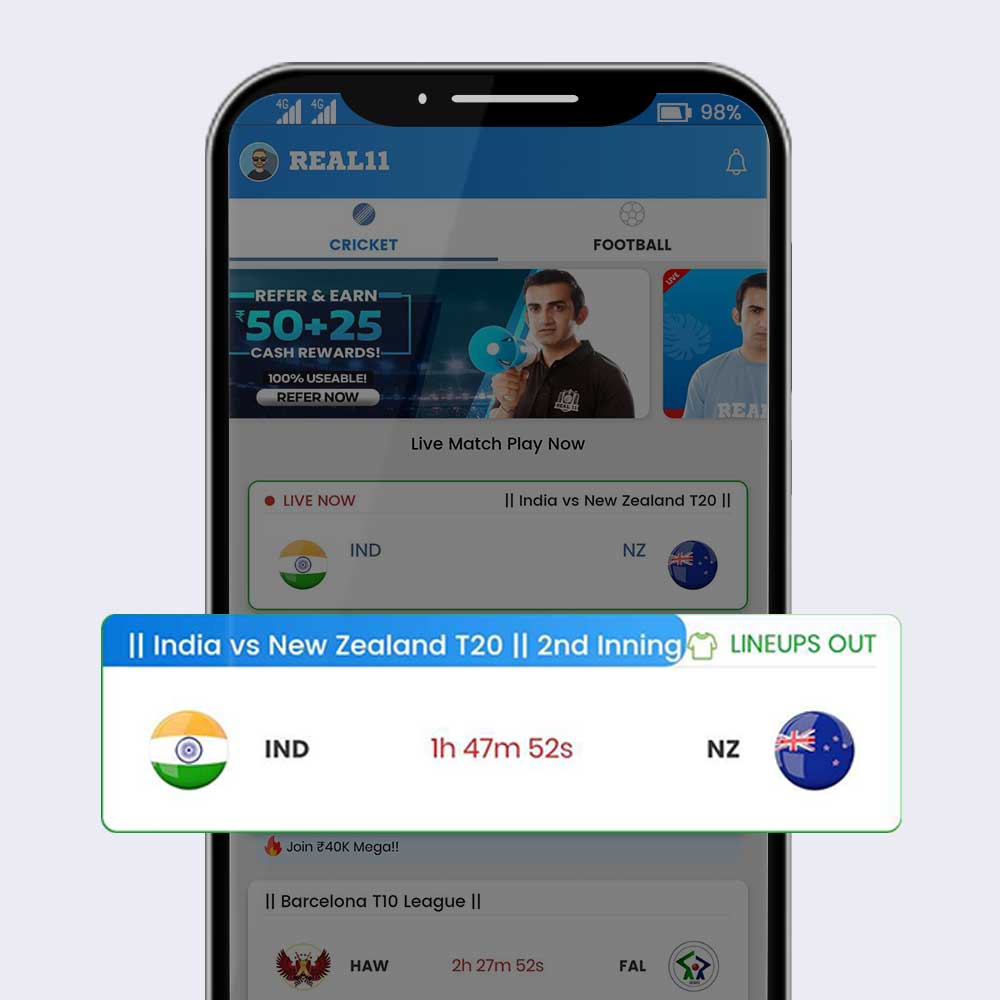 4G 4G 98%
REAL11
CRICKET FOOTBALL
REFER & EARN
₹50+25
CASH REWARDS!
100% USEABLE!
REFER NOW
REAL 11
LIVE
REA
Live Match Play Now
LIVE NOW || India vs New Zealand T20 ||
IND NZ
|| India vs New Zealand T20 || 2nd Inning LINEUPS OUT
IND 1h 47m 52s NZ
Join ₹40K Mega!!
|| Barcelona T10 League ||
HAW 2h 27m 52s FAL